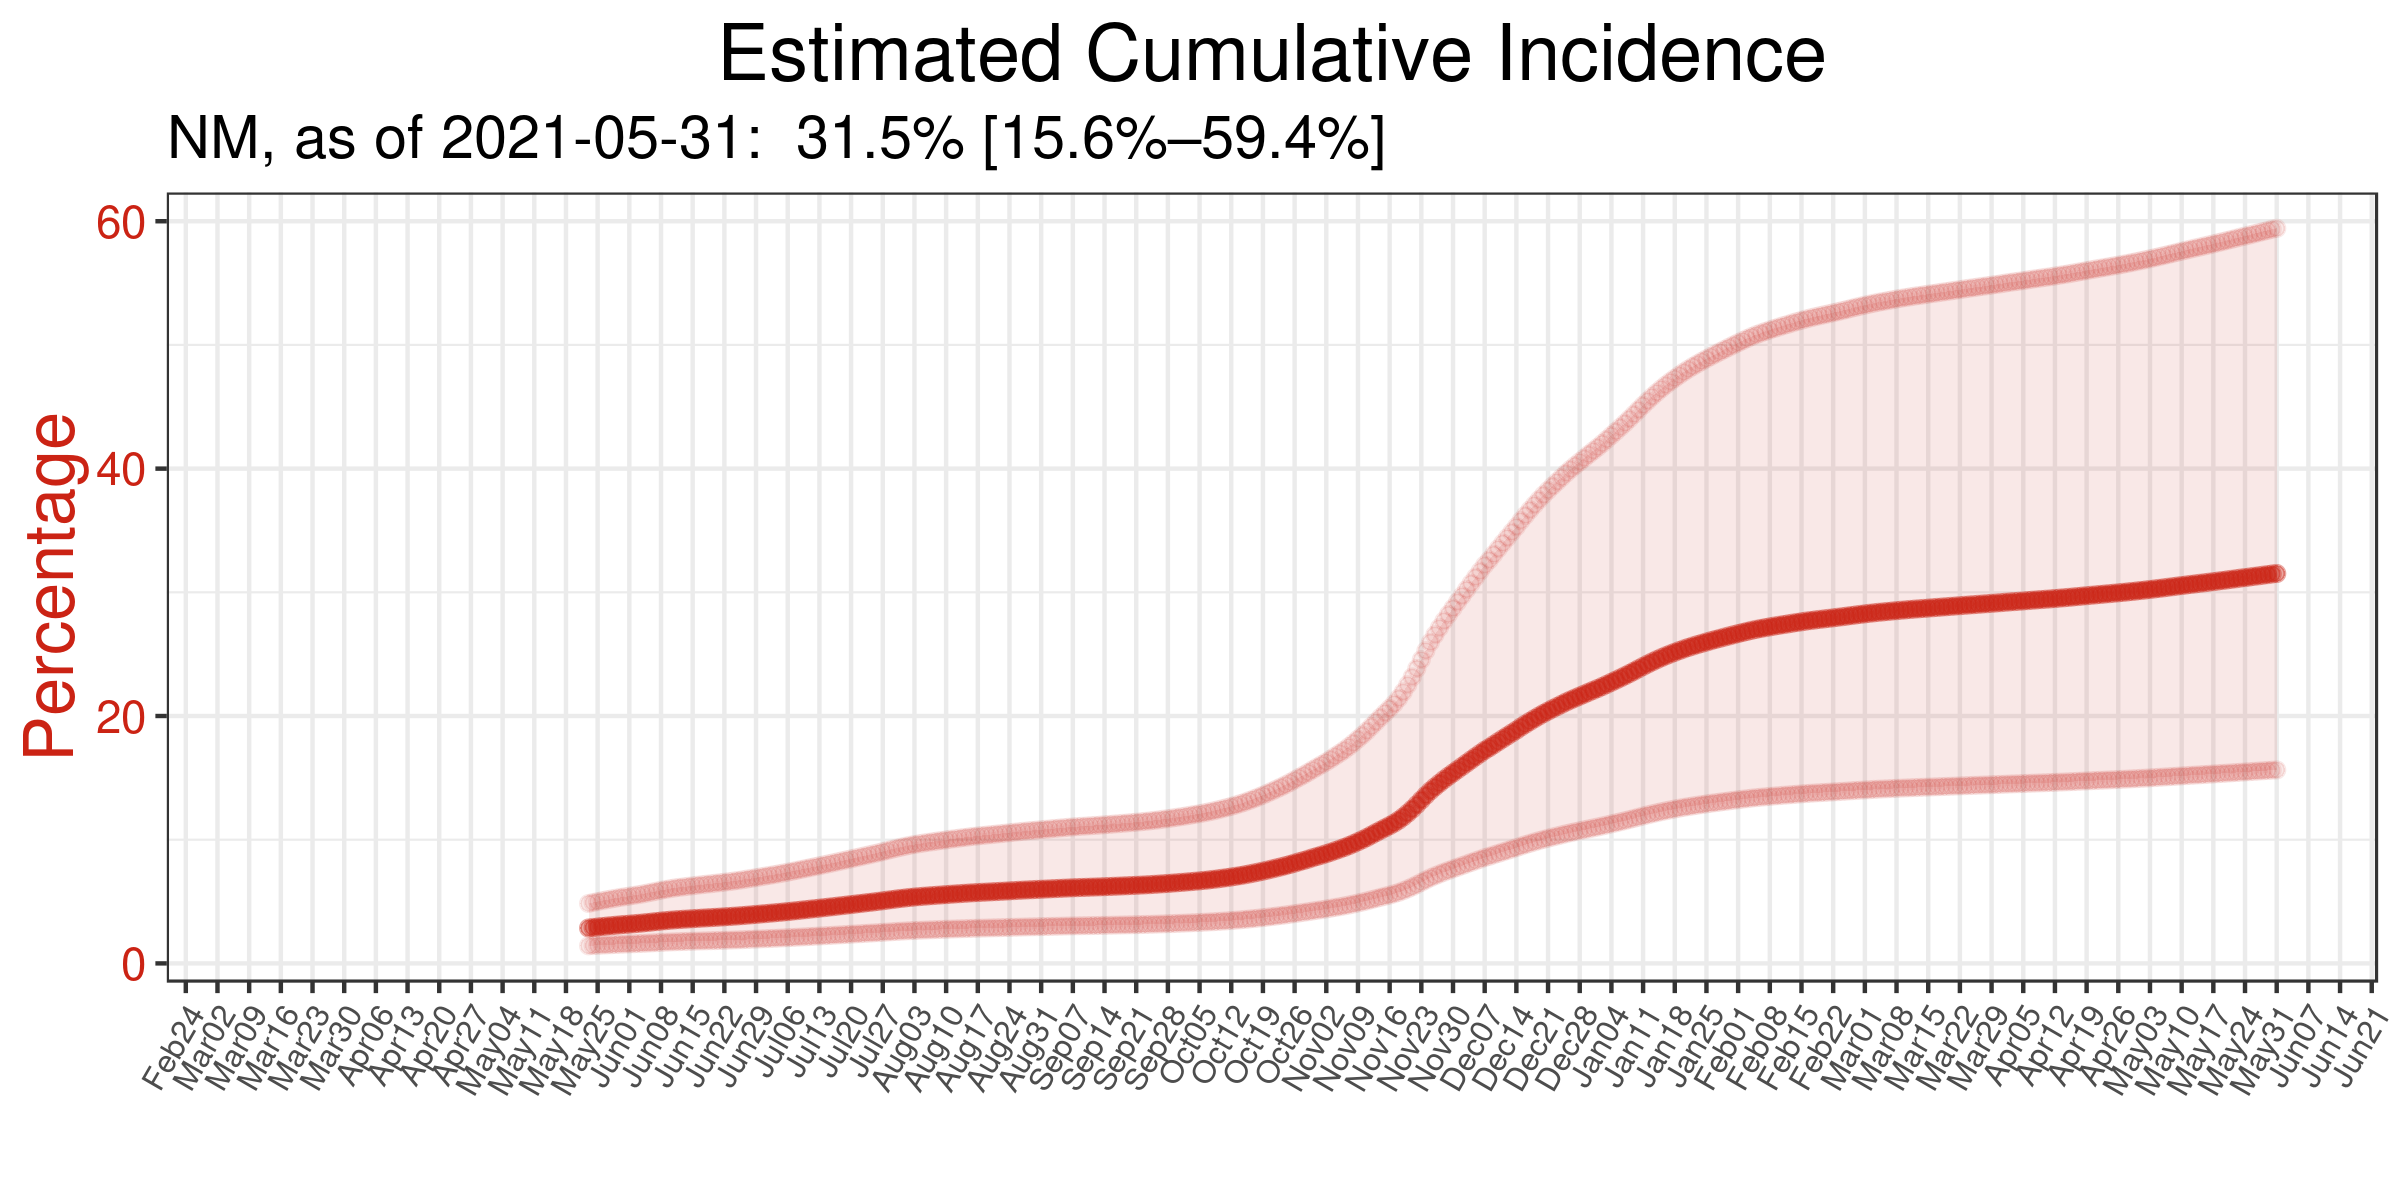 Estimated Cumulative Incidence
NM, as of 2021-05-31:  31.5% [15.6%–59.4%]
Percentage
60
40
20
0
Feb24
Mar02
Mar09
Mar16
Mar23
Mar30
Apr06
Apr13
Apr20
Apr27
May04
May11
May18
May25
Jun01
Jun08
Jun15
Jun22
Jun29
Jul06
Jul13
Jul20
Jul27
Aug03
Aug10
Aug17
Aug24
Aug31
Sep07
Sep14
Sep21
Sep28
Oct05
Oct12
Oct19
Oct26
Nov02
Nov09
Nov16
Nov23
Nov30
Dec07
Dec14
Dec21
Dec28
Jan04
Jan11
Jan18
Jan25
Feb01
Feb08
Feb15
Feb22
Mar01
Mar08
Mar15
Mar22
Mar29
Apr05
Apr12
Apr19
Apr26
May03
May10
May17
May24
May31
Jun07
Jun14
Jun21